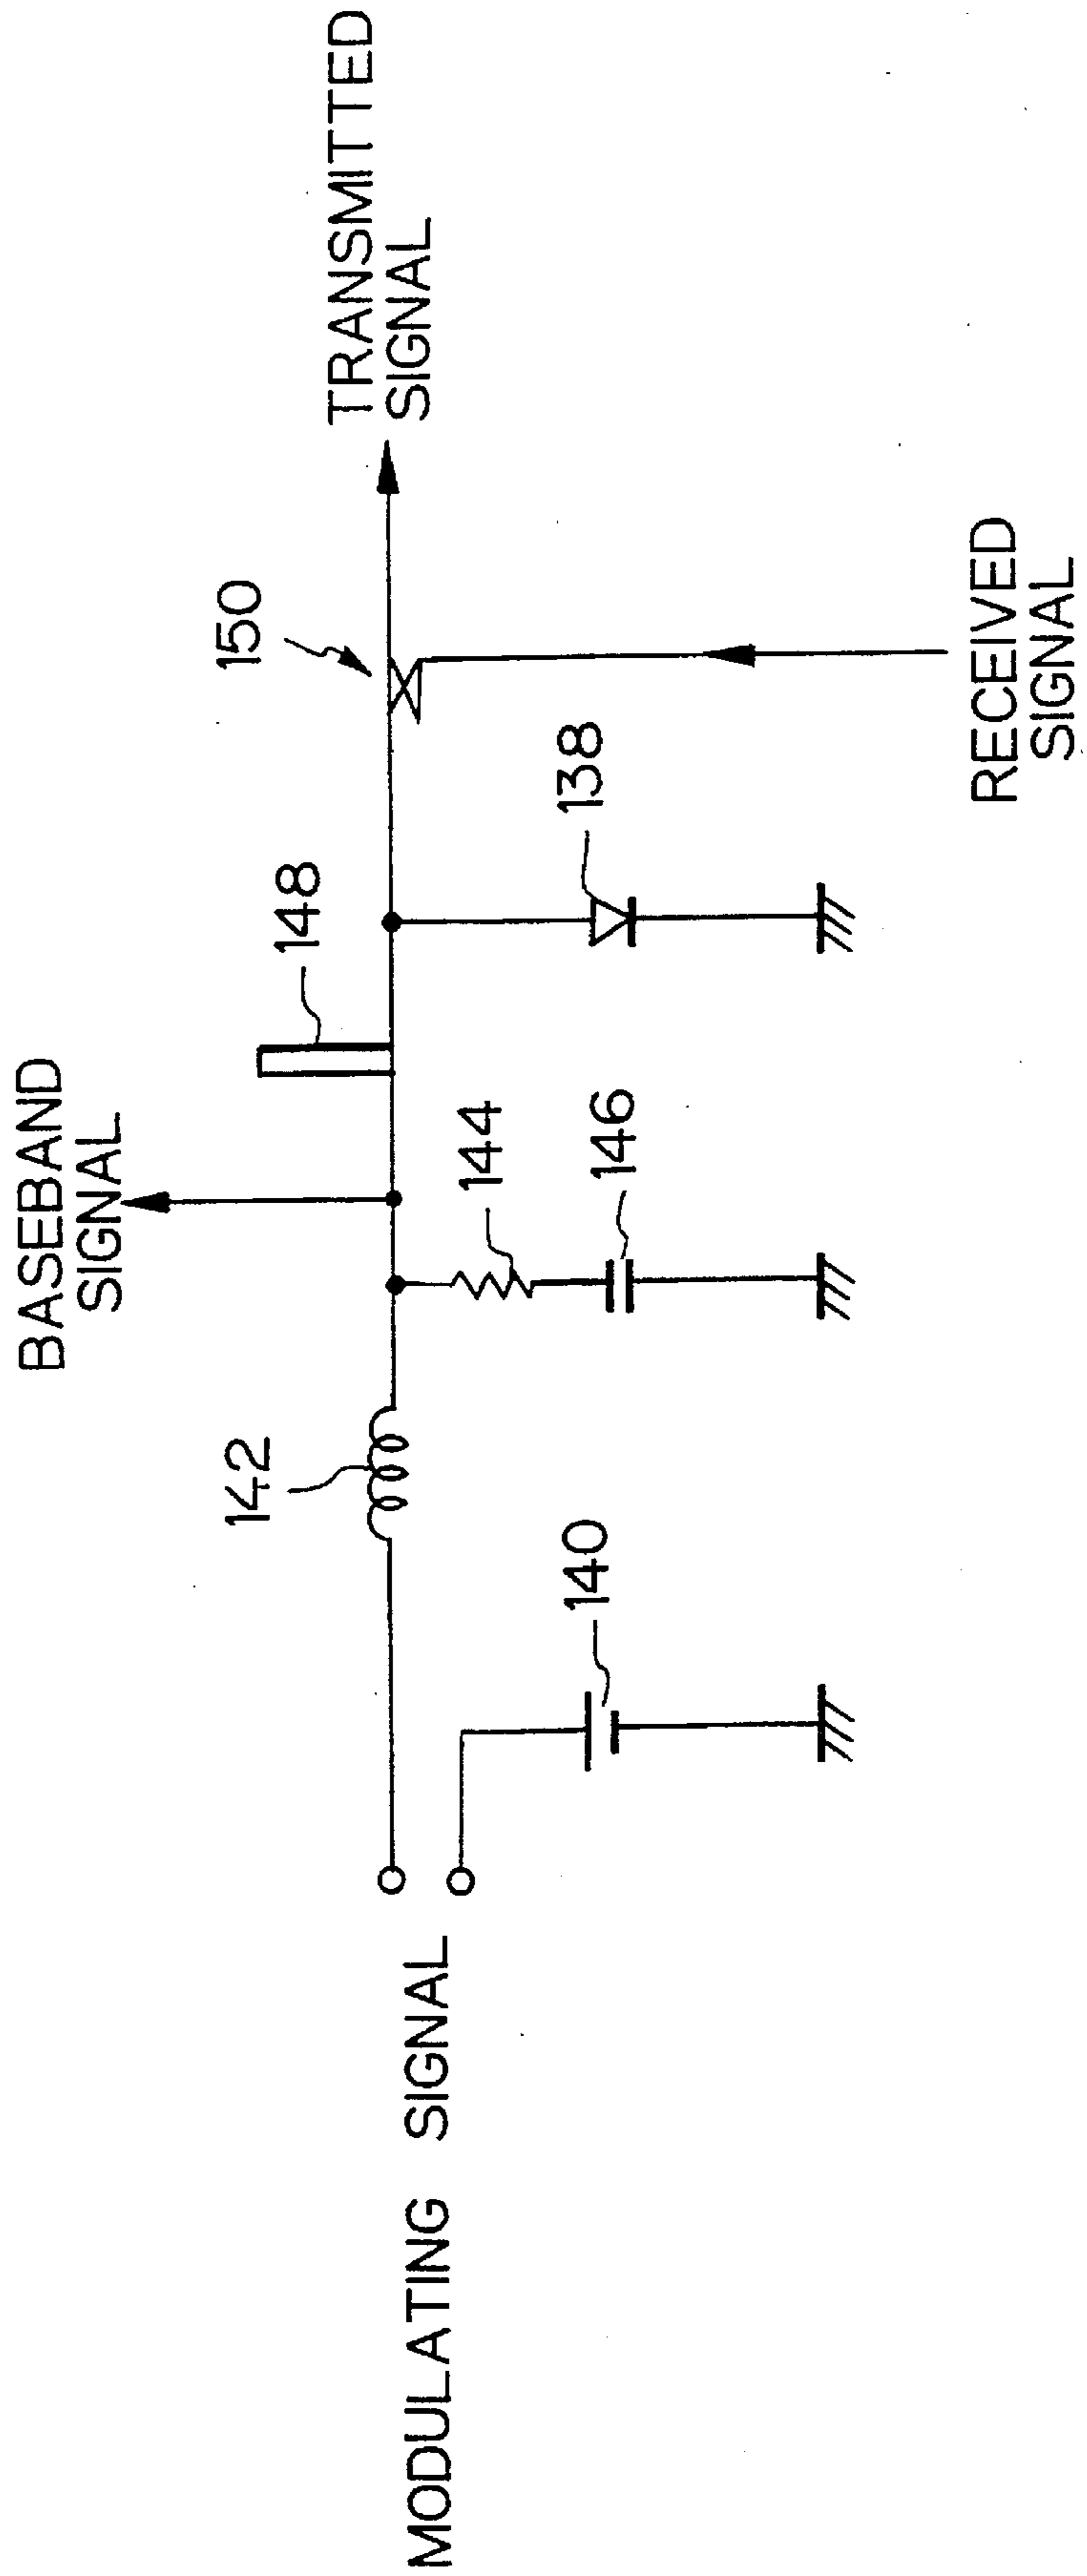 BASEBAND
SIGNAL
TRANSMITTED
SIGNAL
142
148
150
144
146
138
140
MODULATING SIGNAL
RECEIVED
SIGNAL